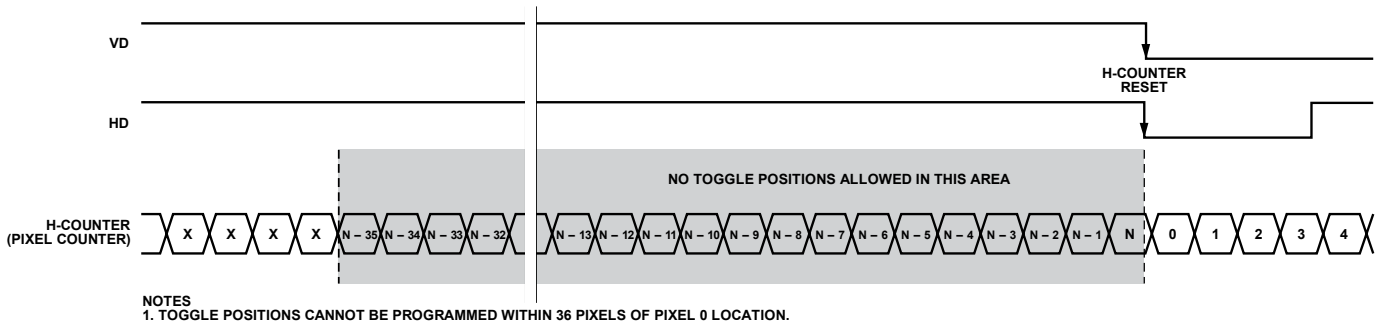 VD
H-COUNTER
RESET
HD
NO TOGGLE POSITIONS ALLOWED IN THIS AREA
H-COUNTER
(PIXEL COUNTER)
X X X X N – 35 N – 34 N – 33 N – 32 N – 13 N – 12 N – 11 N – 10 N – 9 N – 8 N – 7 N – 6 N – 5 N – 4 N – 3 N – 2 N – 1 N 0 1 2 3 4
NOTES
1. TOGGLE POSITIONS CANNOT BE PROGRAMMED WITHIN 36 PIXELS OF PIXEL 0 LOCATION.